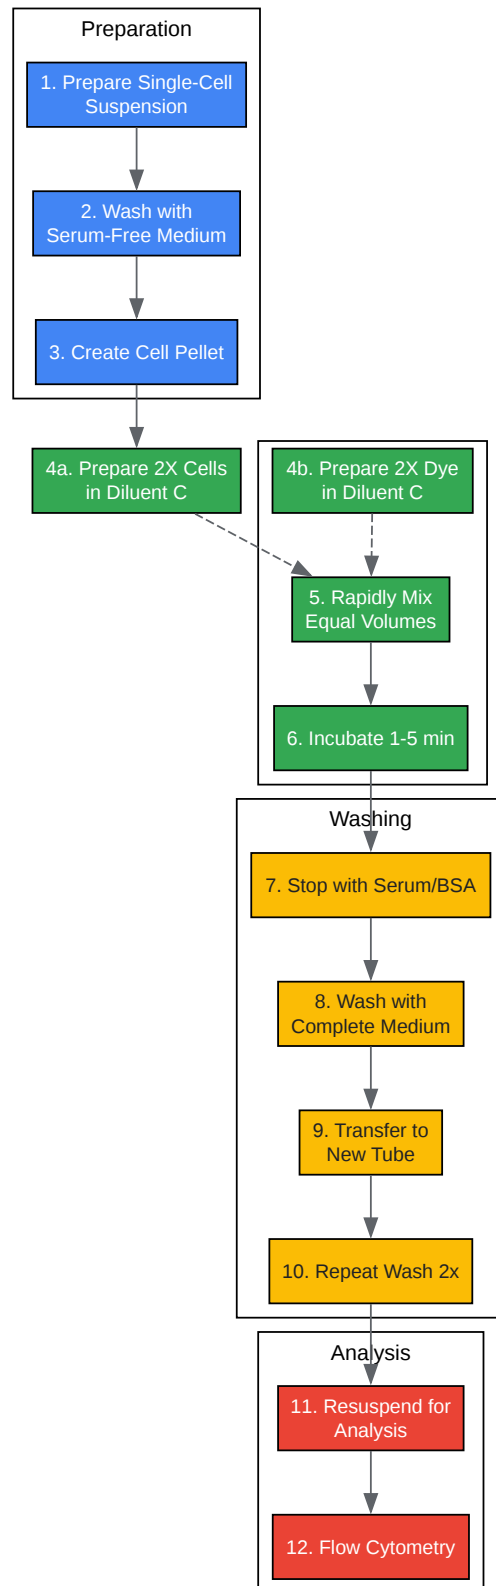 Preparation
1. Prepare Single-Cell
Suspension
2. Wash with
Serum-Free Medium
3. Create Cell Pellet
4a. Prepare 2X Cells
in Diluent C
4b. Prepare 2X Dye
in Diluent C
5. Rapidly Mix
Equal Volumes
6. Incubate 1-5 min
Washing
7. Stop with Serum/BSA
8. Wash with
Complete Medium
9. Transfer to
New Tube
10. Repeat Wash 2x
Analysis
11. Resuspend for
Analysis
12. Flow Cytometry